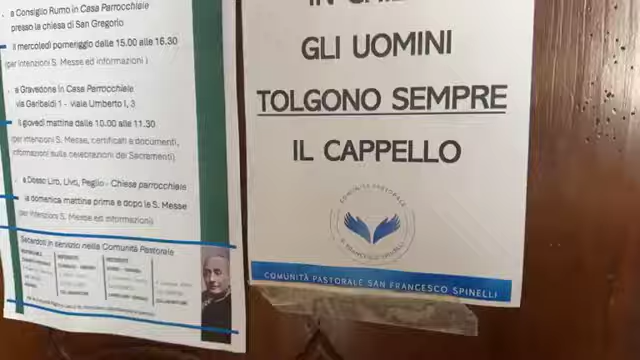 a Consiglio Rumo in Casa Parrocchiale
presso la chiesa di San Gregorio
il mercoledì pomeriggio dalle 15.00 alle 16.30
(per intenzioni S. Messe ed informazioni )
a Gravedona in Casa Parrocchiale
via Garibaldi 1 - viale Umberto I, 3
il giovedì mattina dalle 10.00 alle 11.30
(per intenzioni S. Messe, certificati e documenti,
informazioni sulle celebrazioni dei Sacramenti)
a Dosso Liro, Livo, Peglio - Chiese parrocchiale
la domenica mattina prima e dopo le S. Messe
per intenzioni S. Messe ed informazioni)
Sacerdoti in servizio nella Comunità Pastorale
IN
GLI UOMINI
TOLGONO SEMPRE
IL CAPPELLO
COMUNITÀ PASTORALE
S. FRANCESCO SPINELLI
COMUNITÀ PASTORALE SAN FRANCESCO SPINELLI